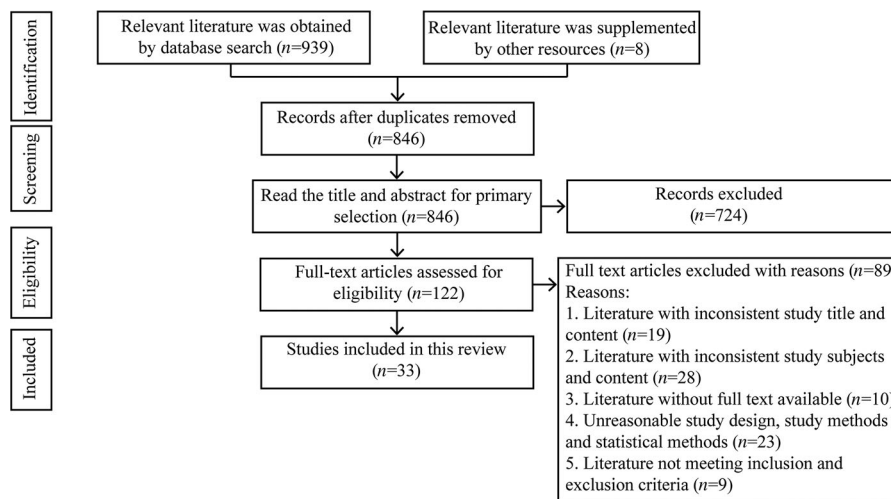 Identification
Relevant literature was obtained
by database search (n=939)
Relevant literature was supplemented
by other resources (n=8)
Records after duplicates removed
(n=846)
Screening
Read the title and abstract for primary
selection (n=846)
Records excluded
(n=724)
Eligibility
Full-text articles assessed for
eligibility (n=122)
Full text articles excluded with reasons (n=89
Reasons:
1. Literature with inconsistent study title and
content (n=19)
2. Literature with inconsistent study subjects
and content (n=28)
3. Literature without full text available (n=10)
4. Unreasonable study design, study methods
and statistical methods (n=23)
5. Literature not meeting inclusion and
exclusion criteria (n=9)
Included
Studies included in this review
(n=33)